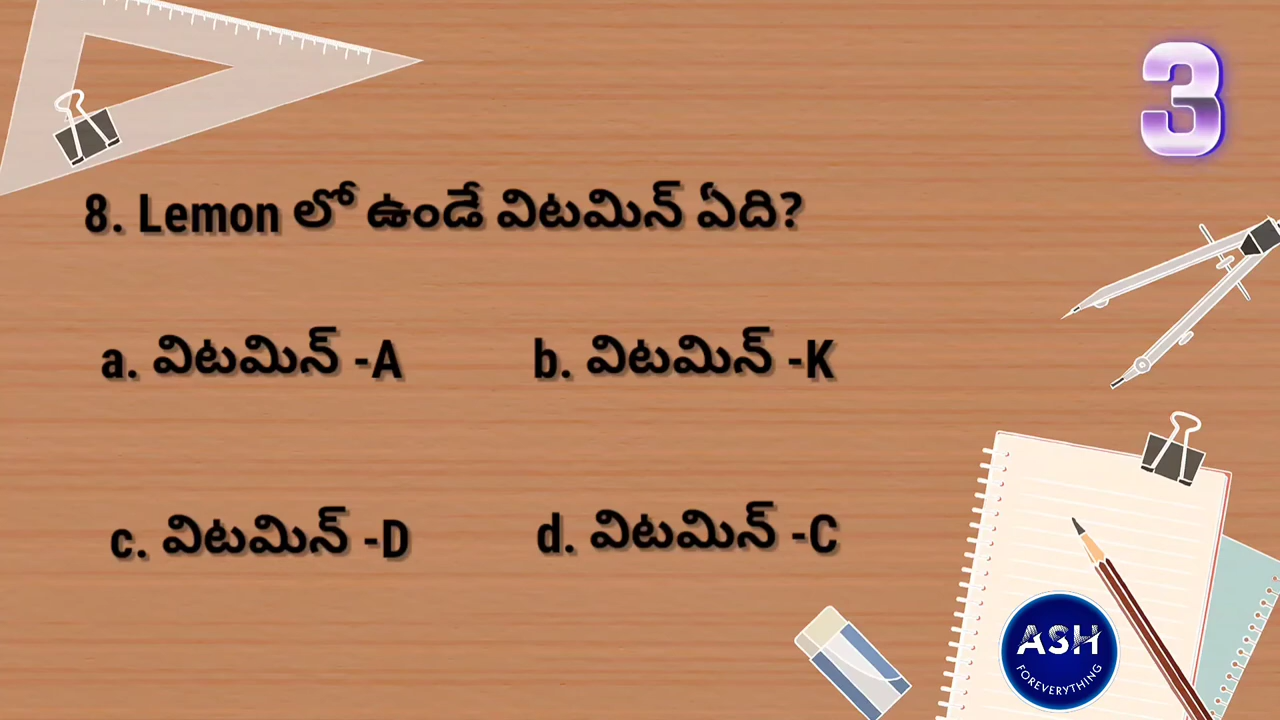 3
8. Lemon లో ఉండే విటమిన్ ఏది?
a. విటమిన్ -A
b. విటమిన్ -K
c. విటమిన్ -D
d. విటమిన్ -C
ASH
FOREVERYTHING